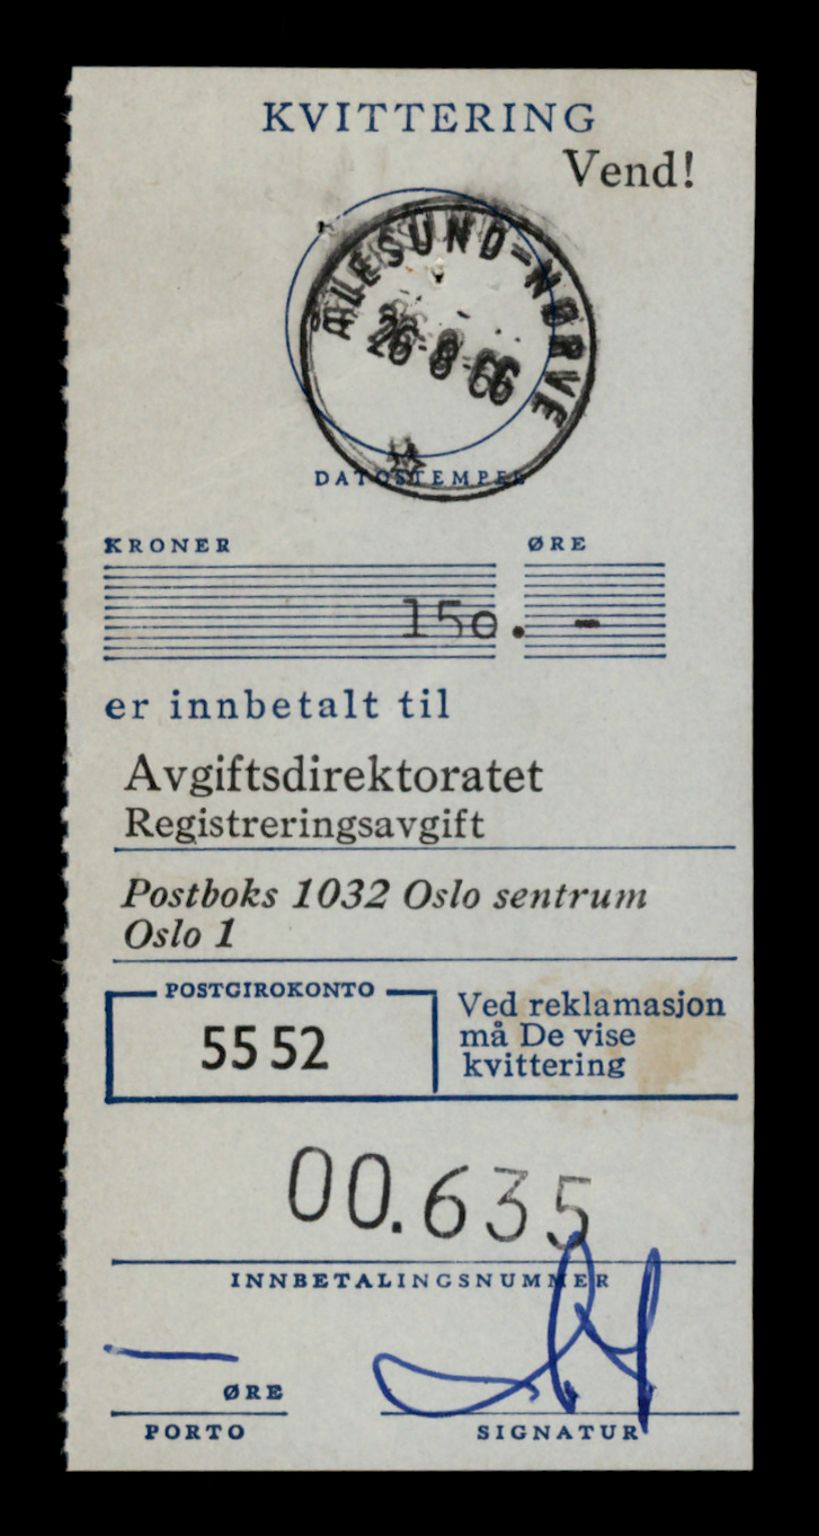 KVITTERING
Vend!
ÅLESUND-NØRVE
26-8-66
DATOSTEMPEL
KRONER ØRE
150. -
er innbetalt til
Avgiftsdirektoratet
Registreringsavgift
Postboks 1032 Oslo sentrum
Oslo 1
POSTGIROKONTO
55 52
Ved reklamasjon
må De vise
kvittering
00.635
INNBETALINGSNUMMER
—
ØRE
PORTO
SIGNATUR